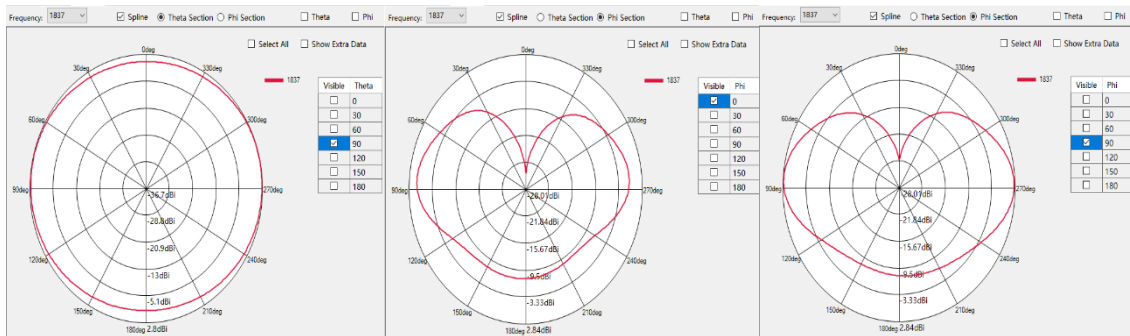 Frequency: 1837 Spline Theta Section Phi Section Theta Phi
Select All Show Extra Data
0deg
30deg 330deg
1837
Visible Theta
0
30
60
90
120
150
180
60deg 300deg
90deg 270deg
-36.7dBi
-28.8dBi
-20.9dBi
-13dBi
-5.1dBi
120deg 240deg
150deg 210deg
180deg 2.8dBi
Frequency: 1837 Spline Theta Section Phi Section Theta Phi
Select All Show Extra Data
0deg
30deg 330deg
1837
Visible Phi
0
30
60
90
120
150
180
60deg 300deg
90deg 270deg
-28.01dBi
-21.84dBi
-15.67dBi
-9.5dBi
-3.33dBi
120deg 240deg
150deg 210deg
180deg 2.84dBi
Frequency: 1837 Spline Theta Section Phi Section Theta Phi
Select All Show Extra Data
0deg
30deg 330deg
1837
Visible Phi
0
30
60
90
120
150
180
60deg 300deg
90deg 270deg
-28.01dBi
-21.84dBi
-15.67dBi
-9.5dBi
-3.33dBi
120deg 240deg
150deg 210deg
180deg 2.84dBi